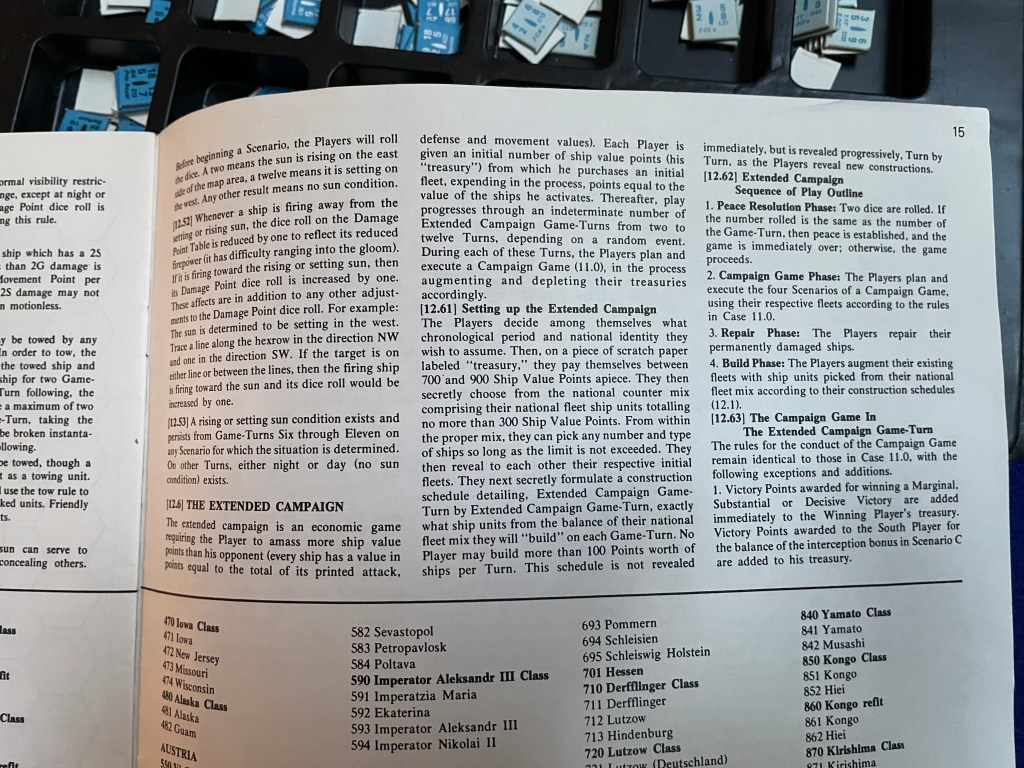 15
ormal visibility restric-
nge, except at night or
age Point dice roll is
ng this rule.
ship which has a 2S
than 2G damage is
Movement Point per
2S damage may not
n motionless.
y be towed by any
In order to tow, the
the towed ship and
ship for two Game-
Turn following, the
e a maximum of two
e-Turn, taking the
be broken instanta-
llowing.
be towed, though a
t as a towing unit.
use the tow rule to
ked units. Friendly
ts.
sun can serve to
concealing others.
Before beginning a Scenario, the Players will roll
the dice. A two means the sun is rising on the east
side of the map area, a twelve means it is setting on
the west. Any other result means no sun condition.
[12.52] Whenever a ship is firing away from the
setting or rising sun, the dice roll on the Damage
Point Table is reduced by one to reflect its reduced
firepower (it has difficulty ranging into the gloom).
If it is firing toward the rising or setting sun, then
its Damage Point dice roll is increased by one.
These affects are in addition to any other adjust-
ments to the Damage Point dice roll. For example:
The sun is determined to be setting in the west.
Trace a line along the hexrow in the direction NW
and one in the direction SW. If the target is on
either line or between the lines, then the firing ship
is firing toward the sun and its dice roll would be
increased by one.
[12.53] A rising or setting sun condition exists and
persists from Game-Turns Six through Eleven on
any Scenario for which the situation is determined.
On other Turns, either night or day (no sun
condition) exists.
[12.6] THE EXTENDED CAMPAIGN
The extended campaign is an economic game
requiring the Player to amass more ship value
points than his opponent (every ship has a value in
points equal to the total of its printed attack,
defense and movement values). Each Player is
given an initial number of ship value points (his
"treasury") from which he purchases an initial
fleet, expending in the process, points equal to the
value of the ships he activates. Thereafter, play
progresses through an indeterminate number of
Extended Campaign Game-Turns from two to
twelve Turns, depending on a random event.
During each of these Turns, the Players plan and
execute a Campaign Game (11.0), in the process
augmenting and depleting their treasuries
accordingly.
[12.61] Setting up the Extended Campaign
The Players decide among themselves what
chronological period and national identity they
wish to assume. Then, on a piece of scratch paper
labeled "treasury," they pay themselves between
700 and 900 Ship Value Points apiece. They then
secretly choose from the national counter mix
comprising their national fleet ship units totalling
no more than 300 Ship Value Points. From within
the proper mix, they can pick any number and type
of ships so long as the limit is not exceeded. They
then reveal to each other their respective initial
fleets. They next secretly formulate a construction
schedule detailing, Extended Campaign Game-
Turn by Extended Campaign Game-Turn, exactly
what ship units from the balance of their national
fleet mix they will "build" on each Game-Turn. No
Player may build more than 100 Points worth of
ships per Turn. This schedule is not revealed
immediately, but is revealed progressively, Turn by
Turn, as the Players reveal new constructions.
[12.62] Extended Campaign
Sequence of Play Outline
1. Peace Resolution Phase: Two dice are rolled. If
the number rolled is the same as the number of
the Game-Turn, then peace is established, and the
game is immediately over; otherwise, the game
proceeds.
2. Campaign Game Phase: The Players plan and
execute the four Scenarios of a Campaign Game,
using their respective fleets according to the rules
in Case 11.0.
3. Repair Phase: The Players repair their
permanently damaged ships.
4. Build Phase: The Players augment their existing
fleets with ship units picked from their national
fleet mix according to their construction schedules
(12.1).
[12.63] The Campaign Game In
The Extended Campaign Game-Turn
The rules for the conduct of the Campaign Game
remain identical to those in Case 11.0, with the
following exceptions and additions.
1. Victory Points awarded for winning a Marginal,
Substantial or Decisive Victory are added
immediately to the Winning Player's treasury.
Victory Points awarded to the South Player for
the balance of the interception bonus in Scenario C
are added to his treasury.
lass
fit
Class
refit
470 Iowa Class
471 Iowa
472 New Jersey
473 Missouri
474 Wisconsin
480 Alaska Class
481 Alaska
482 Guam
AUSTRIA
582 Sevastopol
583 Petropavlosk
584 Poltava
590 Imperator Aleksandr III Class
591 Imperatzia Maria
592 Ekaterina
593 Imperator Aleksandr III
594 Imperator Nikolai II
693 Pommern
694 Schleisien
695 Schleiswig Holstein
701 Hessen
710 Derfflinger Class
711 Derfflinger
712 Lutzow
713 Hindenburg
720 Lutzow Class
721 Lutzow (Deutschland)
840 Yamato Class
841 Yamato
842 Musashi
850 Kongo Class
851 Kongo
852 Hiei
860 Kongo refit
861 Kongo
862 Hiei
870 Kirishima Class
871 Kirishima